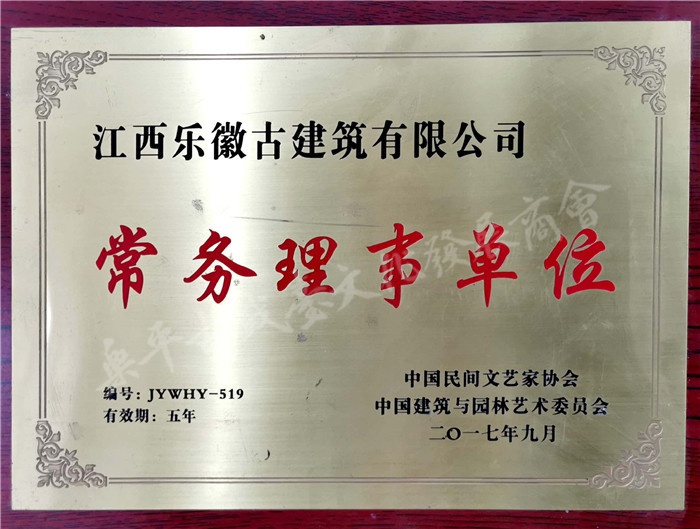 江西乐徽古建筑有限公司
常务理事单位
编号：JYWHY-519
有效期：五年
中国民间文艺家协会
中国建筑与园林艺术委员会
二〇一七年九月